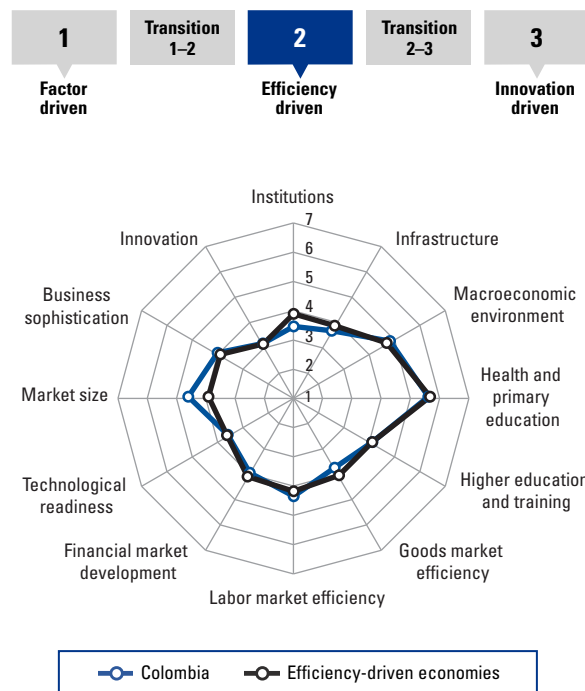 1
Transition
1–2
2
Transition
2–3
3
Factor
driven
Efficiency
driven
Innovation
driven
Institutions
Infrastructure
Macroeconomic
environment
Health and
primary
education
Higher education
and training
Goods market
efficiency
Labor market efficiency
Financial market
development
Technological
readiness
Market size
Business
sophistication
Innovation
7
6
5
4
3
2
1
Colombia
Efficiency-driven economies